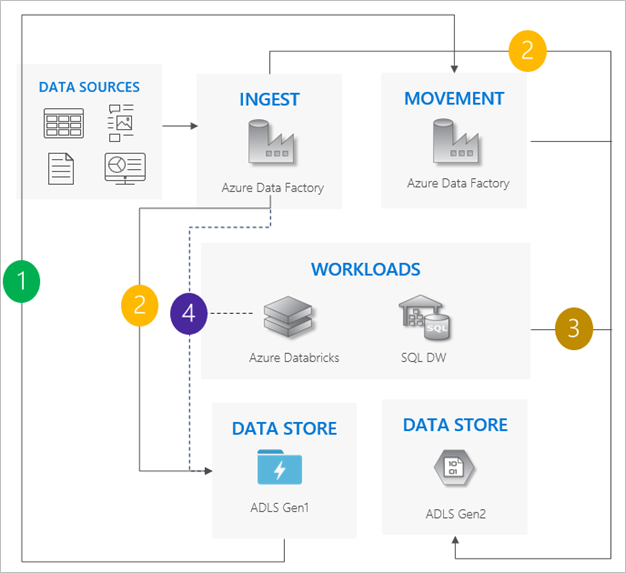 2
DATA SOURCES
INGEST
MOVEMENT
Azure Data Factory
Azure Data Factory
1
2
4
WORKLOADS
3
SQL
Azure Databricks
SQL DW
DATA STORE
DATA STORE
10
01
ADLS Gen1
ADLS Gen2